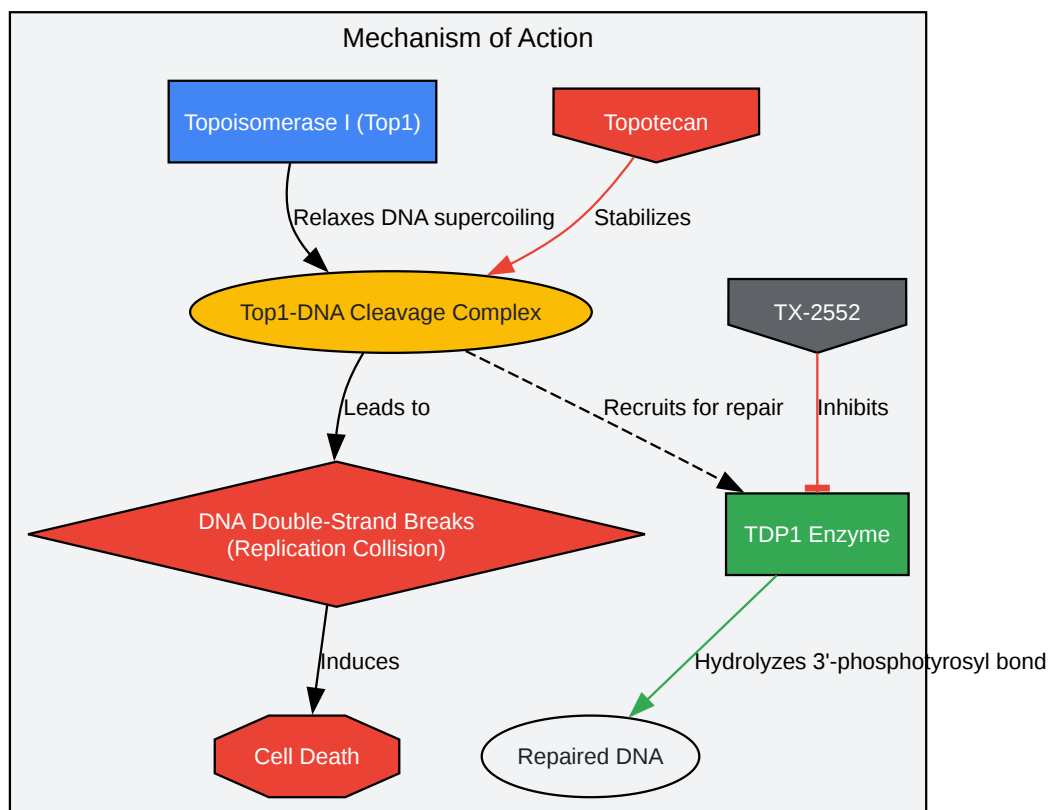 Mechanism of Action
Topoisomerase I (Top1)
Topotecan
Relaxes DNA supercoiling
Stabilizes
Top1-DNA Cleavage Complex
TX-2552
Leads to
Recruits for repair
Inhibits
DNA Double-Strand Breaks
(Replication Collision)
TDP1 Enzyme
Induces
Hydrolyzes 3'-phosphotyrosyl bond
Cell Death
Repaired DNA